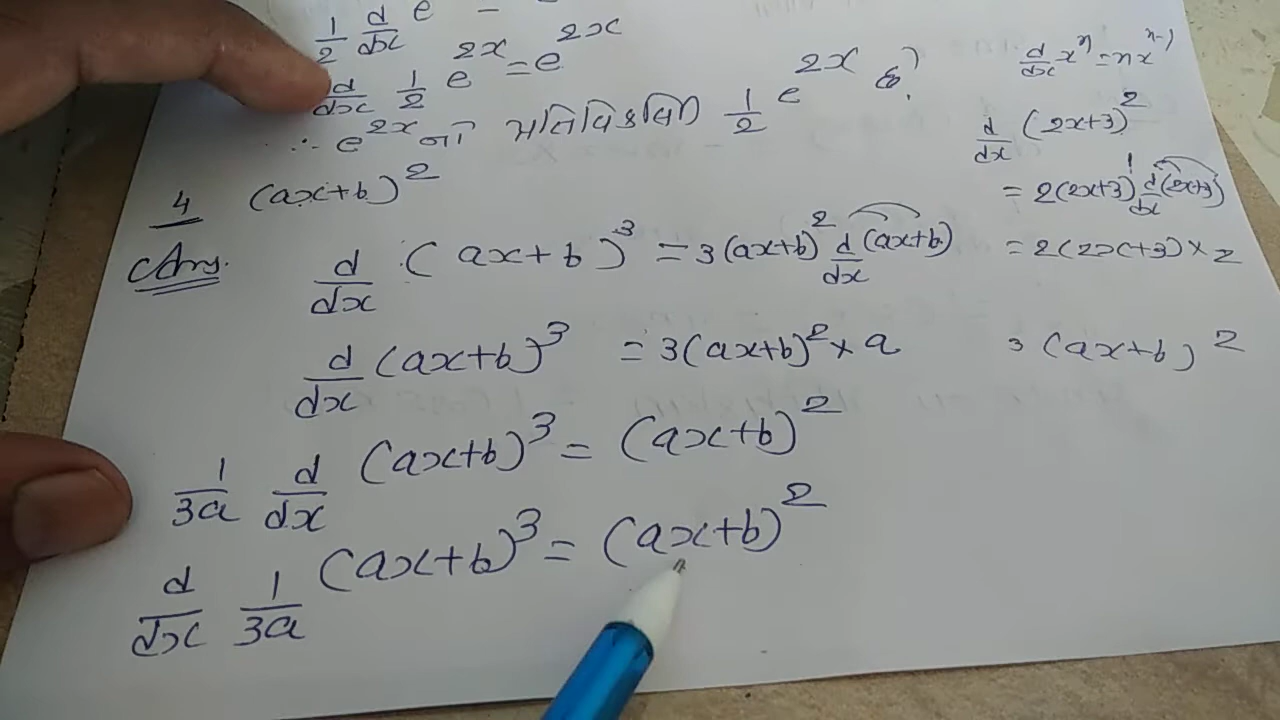 1/2 d/dx e -
d/dx 1/2 e^2x = e^2x
∴ e^2x નો પ્રતિવિકલિત 1/2 e^2x છે.
4 (ax+b)^2
Ans. d/dx (ax+b)^3 = 3(ax+b)^2 d/dx (ax+b)
d/dx (ax+b)^3 = 3(ax+b)^2 × a
1/3a d/dx (ax+b)^3 = (ax+b)^2
d/dx 1/3a (ax+b)^3 = (ax+b)^2
d/dx x^n = nx^n-1
d/dx (2x+3)^2
= 2(2x+3)^1 d/dx (2x+3)
= 2(2x+3) × 2
3 (ax+b)^2